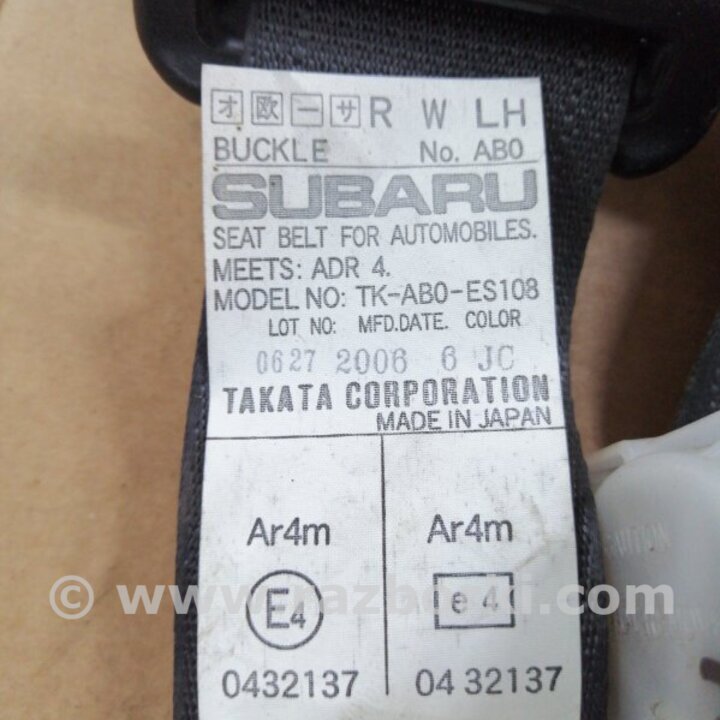 オ 欧 一 サ R W LH
BUCKLE No. AB0
SUBARU
SEAT BELT FOR AUTOMOBILES.
MEETS: ADR 4.
MODEL NO: TK-AB0-ES108
LOT NO: MFD.DATE. COLOR
0627 2006 6 JC
TAKATA CORPORATION
MADE IN JAPAN
Ar4m Ar4m
E4 e 4
© www.razborki.com
0432137 04 32137